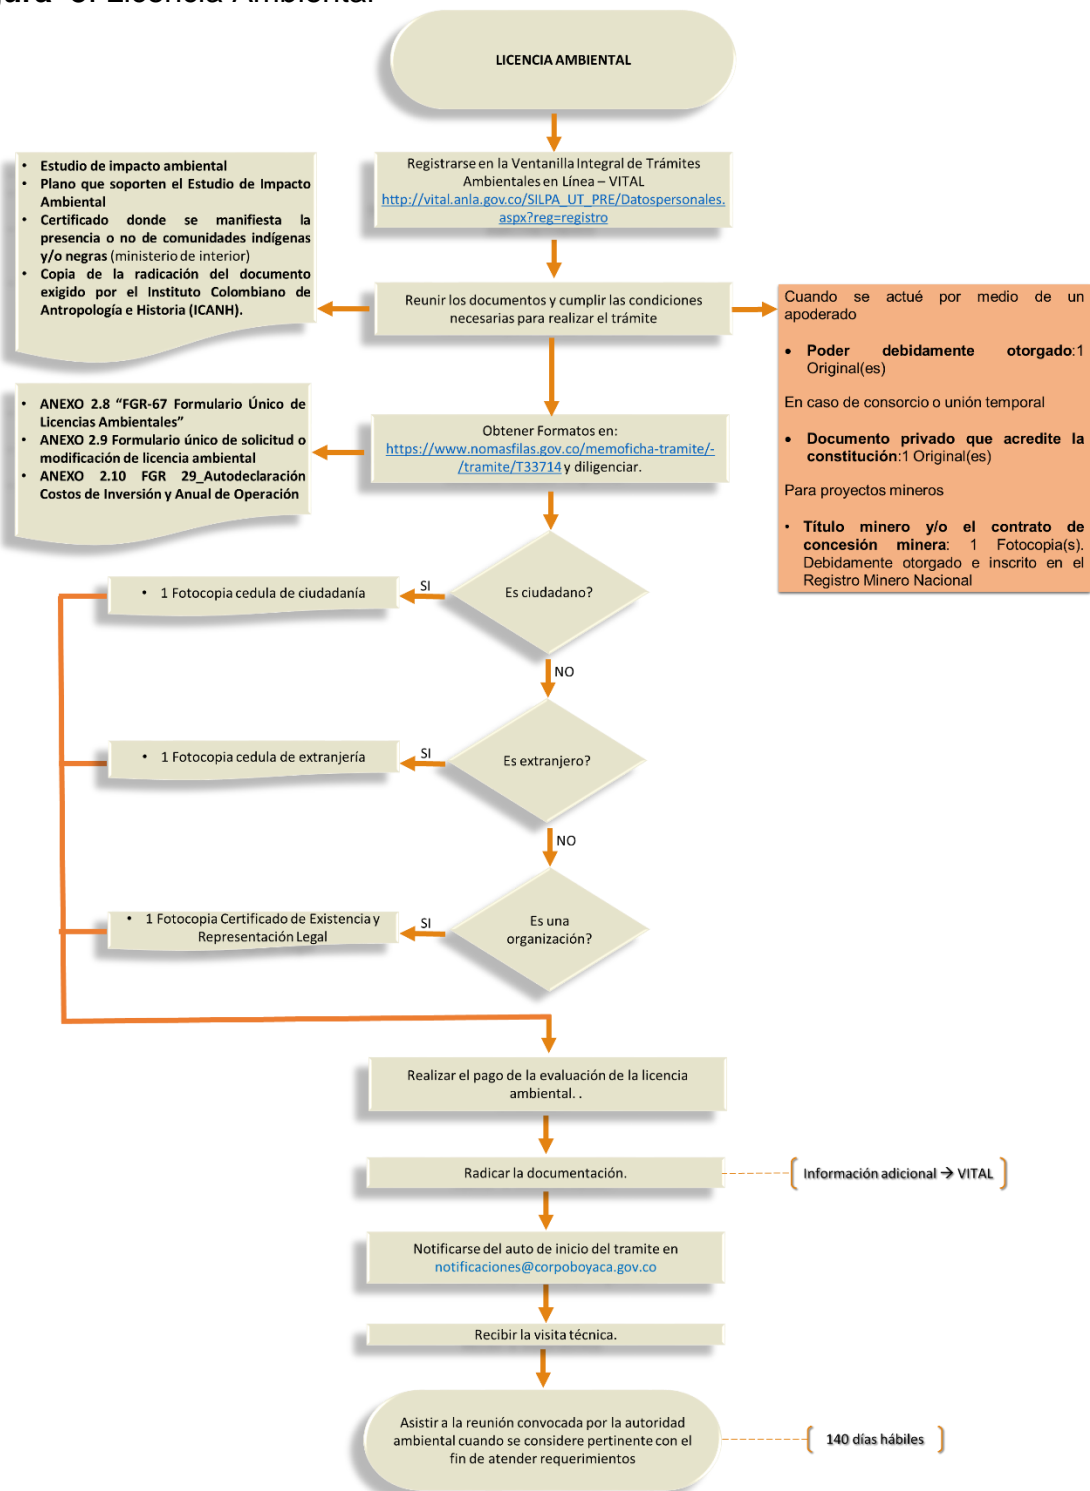 Licencia Ambiental
LICENCIA AMBIENTAL
Registrarse en la Ventanilla Integral de Trámites
Ambientales en Línea – VITAL
http://vital.anla.gov.co/SILPA_UT_PRE/Datospersonales.
aspx?reg=registro
• Estudio de impacto ambiental
• Plano que soporten el Estudio de Impacto
Ambiental
• Certificado donde se manifiesta la
presencia o no de comunidades indígenas
y/o negras (ministerio de interior)
• Copia de la radicación del documento
exigido por el Instituto Colombiano de
Antropología e Historia (ICANH).
Reunir los documentos y cumplir las condiciones
necesarias para realizar el trámite
Cuando se actué por medio de un
apoderado
• Poder debidamente otorgado:1
Original(es)
En caso de consorcio o unión temporal
• Documento privado que acredite la
constitución:1 Original(es)
Para proyectos mineros
• Título minero y/o el contrato de
concesión minera: 1 Fotocopia(s).
Debidamente otorgado e inscrito en el
Registro Minero Nacional
• ANEXO 2.8 “FGR-67 Formulario Único de
Licencias Ambientales”
• ANEXO 2.9 Formulario único de solicitud o
modificación de licencia ambiental
• ANEXO 2.10 FGR 29_Autodeclaración
Costos de Inversión y Anual de Operación
Obtener Formatos en:
https://www.nomasfilas.gov.co/memoficha-tramite/-
/tramite/T33714 y diligenciar.
Es ciudadano?
SI
• 1 Fotocopia cedula de ciudadanía
NO
Es extranjero?
SI
• 1 Fotocopia cedula de extranjería
NO
Es una
organización?
SI
• 1 Fotocopia Certificado de Existencia y
Representación Legal
Realizar el pago de la evaluación de la licencia
ambiental. .
Radicar la documentación.
Información adicional → VITAL
Notificarse del auto de inicio del tramite en
notificaciones@corpoboyaca.gov.co
Recibir la visita técnica.
Asistir a la reunión convocada por la autoridad
ambiental cuando se considere pertinente con el
fin de atender requerimientos
140 días hábiles